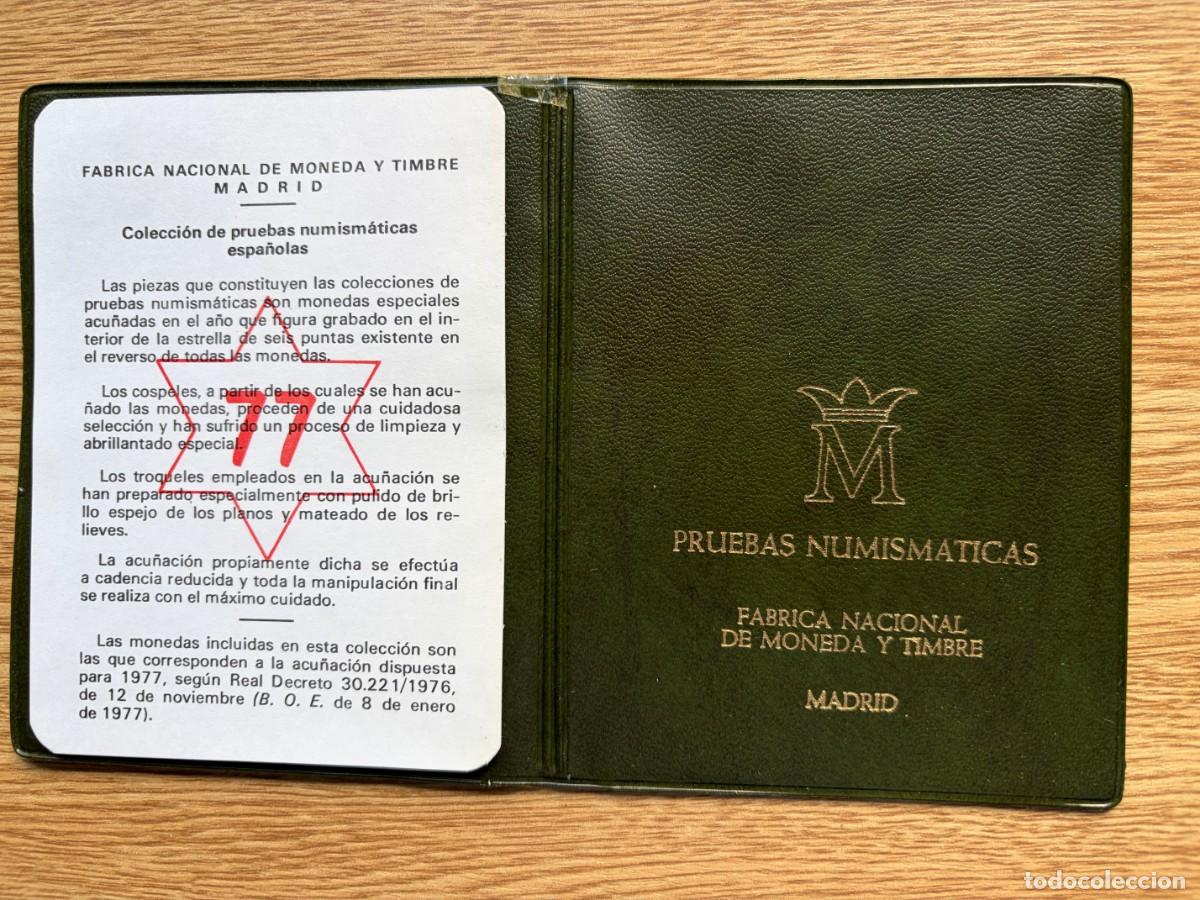 FABRICA NACIONAL DE MONEDA Y TIMBRE
MADRID
Colección de pruebas numismáticas
españolas
Las piezas que constituyen las colecciones de
pruebas numismáticas son monedas especiales
acuñadas en el año que figura grabado en el in-
terior de la estrella de seis puntas existente en
el reverso de todas las monedas.
Los cospeles, a partir de los cuales se han acu-
ñado las monedas, proceden de una cuidadosa
selección y han sufrido un proceso de limpieza y
abrillantado especial.
Los troqueles empleados en la acuñación se
han preparado especialmente con pulido de bri-
llo espejo de los planos y mateado de los re-
lieves.
La acuñación propiamente dicha se efectúa
a cadencia reducida y toda la manipulación final
se realiza con el máximo cuidado.
Las monedas incluidas en esta colección son
las que corresponden a la acuñación dispuesta
para 1977, según Real Decreto 30.221/1976,
de 12 de noviembre (B. O. E. de 8 de enero
de 1977).
77
M
PRUEBAS NUMISMATICAS
FABRICA NACIONAL
DE MONEDA Y TIMBRE
MADRID
todocoleccion